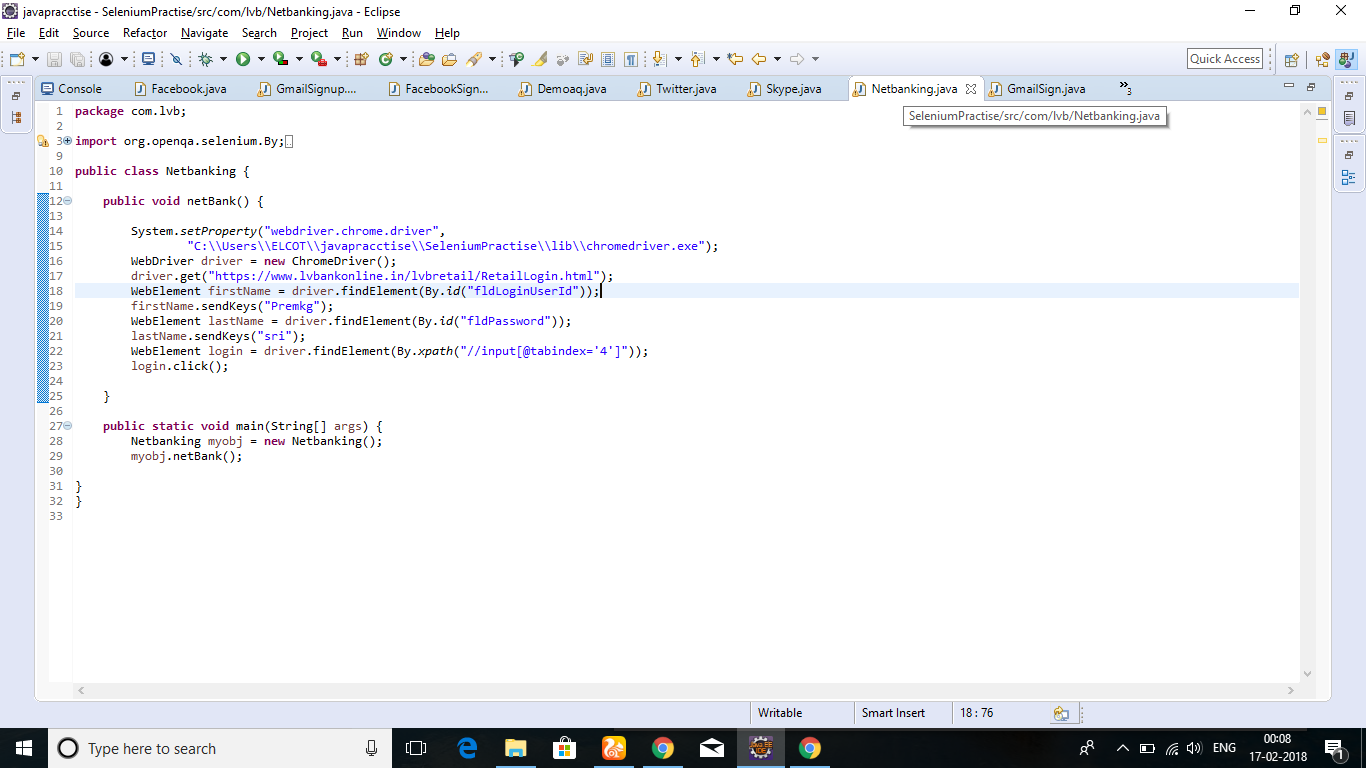 javapracctise - SeleniumPractise/src/com/lvb/Netbanking.java - Eclipse
File Edit Source Refactor Navigate Search Project Run Window Help
Quick Access
Console Facebook.java GmailSignup.... FacebookSign... Demoaq.java Twitter.java Skype.java Netbanking.java GmailSign.java »3
SeleniumPractise/src/com/lvb/Netbanking.java
1 package com.lvb;
2
3 import org.openqa.selenium.By;
9
10 public class Netbanking {
11
12 public void netBank() {
13
14 System.setProperty("webdriver.chrome.driver",
15 "C:\\Users\\ELCOT\\javapracctise\\SeleniumPractise\\lib\\chromedriver.exe");
16 WebDriver driver = new ChromeDriver();
17 driver.get("https://www.lvbankonline.in/lvbretail/RetailLogin.html");
18 WebElement firstName = driver.findElement(By.id("fldLoginUserId"));
19 firstName.sendKeys("Premkg");
20 WebElement lastName = driver.findElement(By.id("fldPassword"));
21 lastName.sendKeys("sri");
22 WebElement login = driver.findElement(By.xpath("//input[@tabindex='4']"));
23 login.click();
24
25 }
26
27 public static void main(String[] args) {
28 Netbanking myobj = new Netbanking();
29 myobj.netBank();
30
31 }
32 }
33
Writable Smart Insert 18 : 76
Type here to search
ENG
00:08
17-02-2018
1